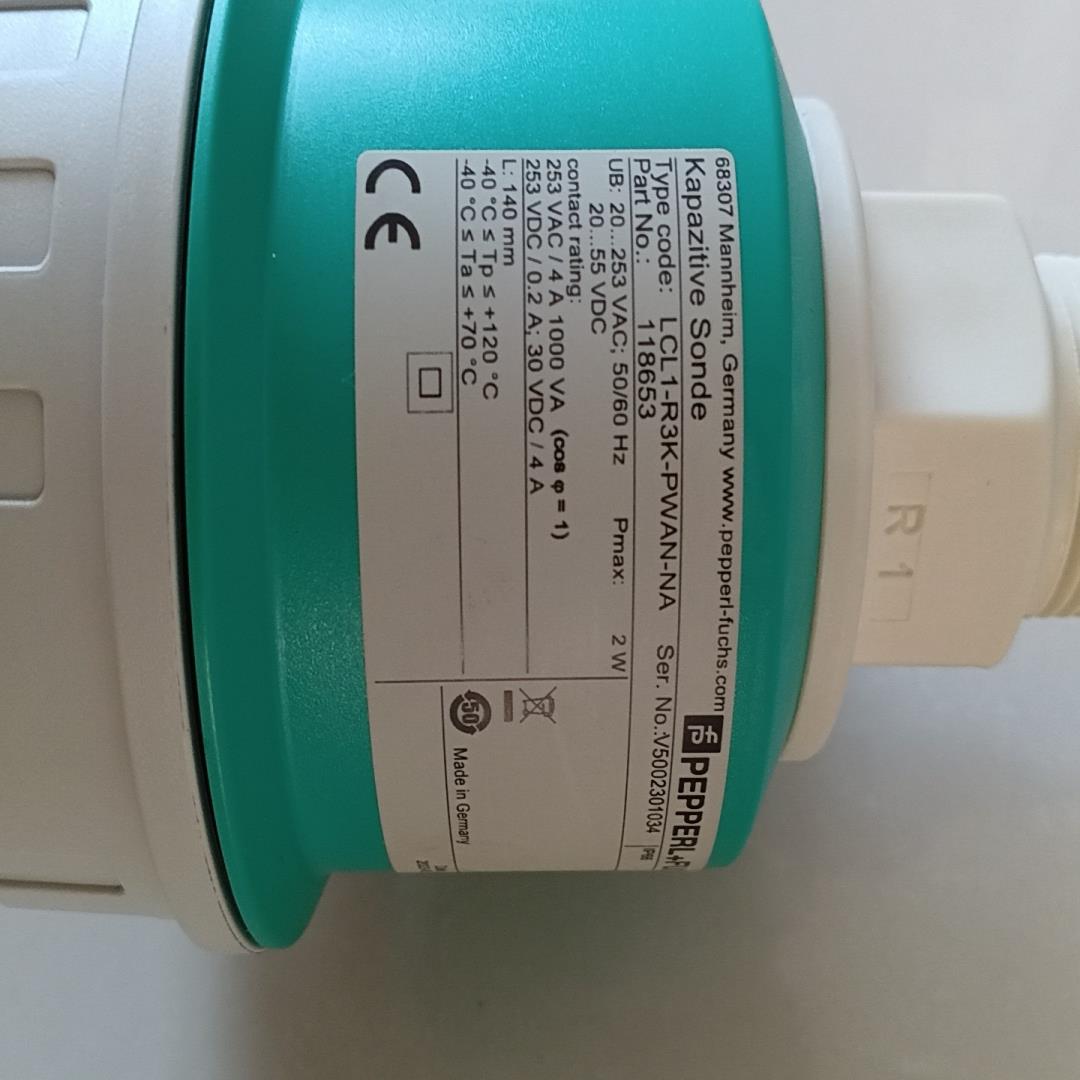 68307 Mannheim, Germany www.pepperl-fuchs.com
PEPPERL+F
Kapazitive Sonde
Type code: LCL1-R3K-PWAN-NA Ser. No.:V5002301034
Part No.: 118653
IP66
UB: 20...253 VAC; 50/60 Hz Pmax: 2 W
20...55 VDC
contact rating:
253 VAC / 4 A 1000 VA (cos φ = 1)
253 VDC / 0.2 A; 30 VDC / 4 A
L: 140 mm
-40 °C ≤ Tp ≤ +120 °C
-40 °C ≤ Ta ≤ +70 °C
50
Made in Germany
CE
R 1